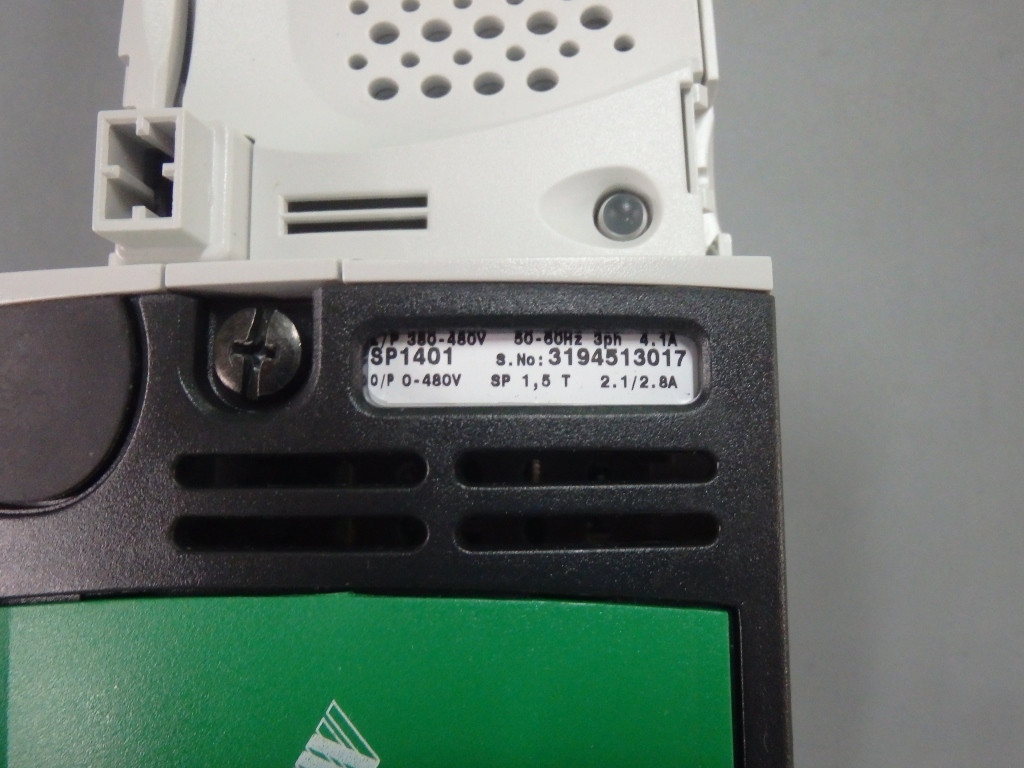 I/P 380-480V 50-60Hz 3ph 4.1A
SP1401 S.No: 3194513017
O/P 0-480V SP 1,5 T 2.1/2.8A